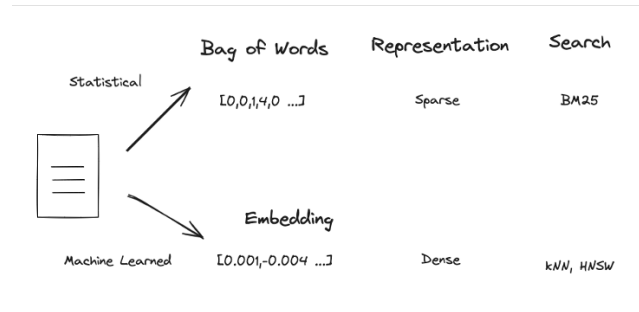 Bag of Words Representation Search
Statistical
[0,0,1,4,0 ...] Sparse BM25
Embedding
Machine Learned [0.001,-0.004 ...] Dense kNN, HNSW